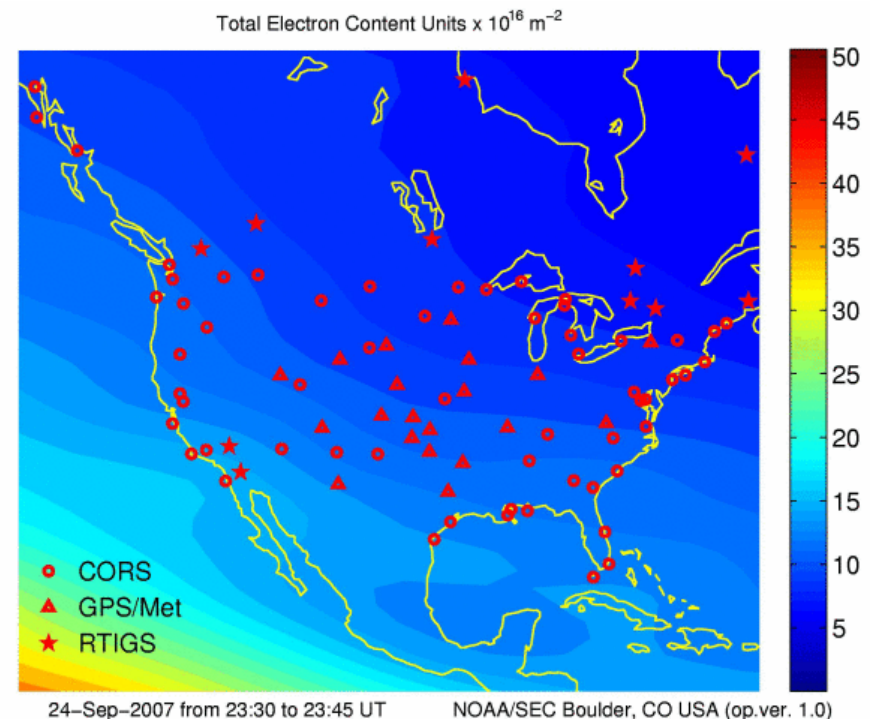 Total Electron Content Units x 10¹⁶ m⁻²
50
45
40
35
30
25
20
15
10
5
CORS
GPS/Met
RTIGS
24-Sep-2007 from 23:30 to 23:45 UT NOAA/SEC Boulder, CO USA (op.ver. 1.0)